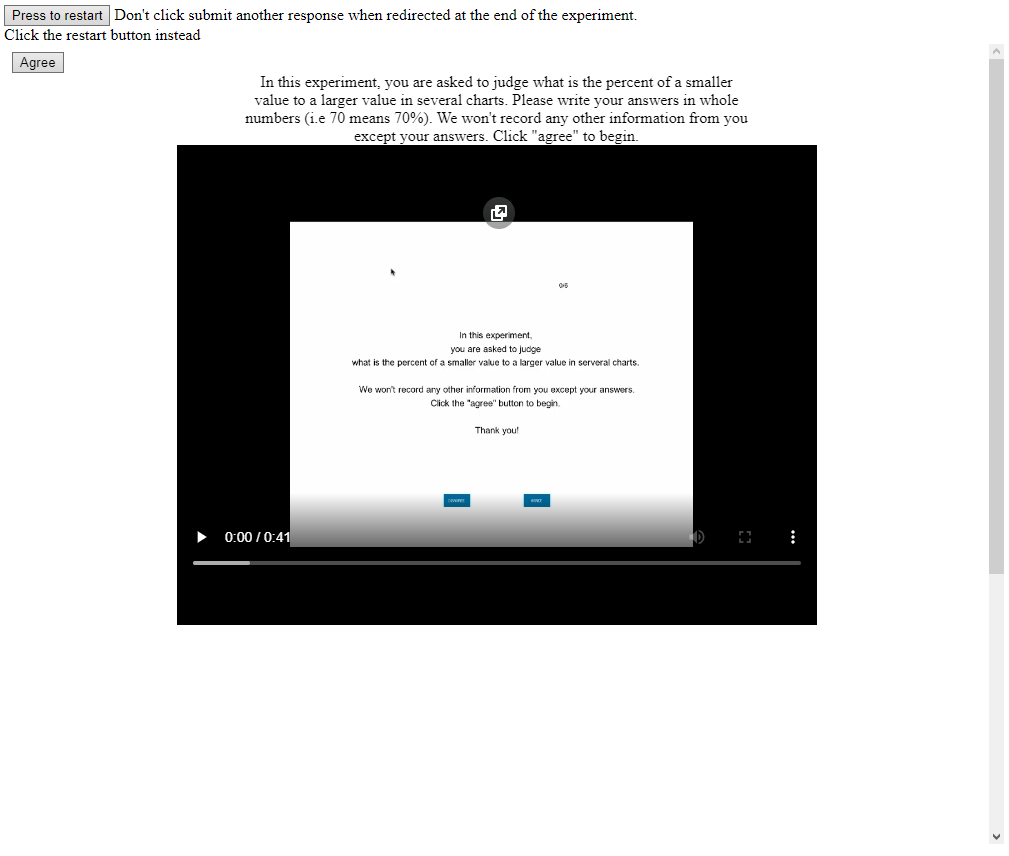 Press to restart Don't click submit another response when redirected at the end of the experiment.
Click the restart button instead
Agree
In this experiment, you are asked to judge what is the percent of a smaller
value to a larger value in several charts. Please write your answers in whole
numbers (i.e 70 means 70%). We won't record any other information from you
except your answers. Click "agree" to begin.
0/5
In this experiment,
you are asked to judge
what is the percent of a smaller value to a larger value in serveral charts.
We won't record any other information from you except your answers.
Click the "agree" button to begin.
Thank you!
0:00 / 0:41